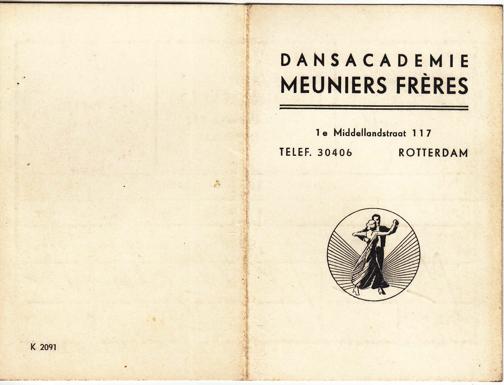 DANSACADEMIE
MEUNIERS FRÈRES
1e Middellandstraat 117
TELEF. 30406 ROTTERDAM
K 2091